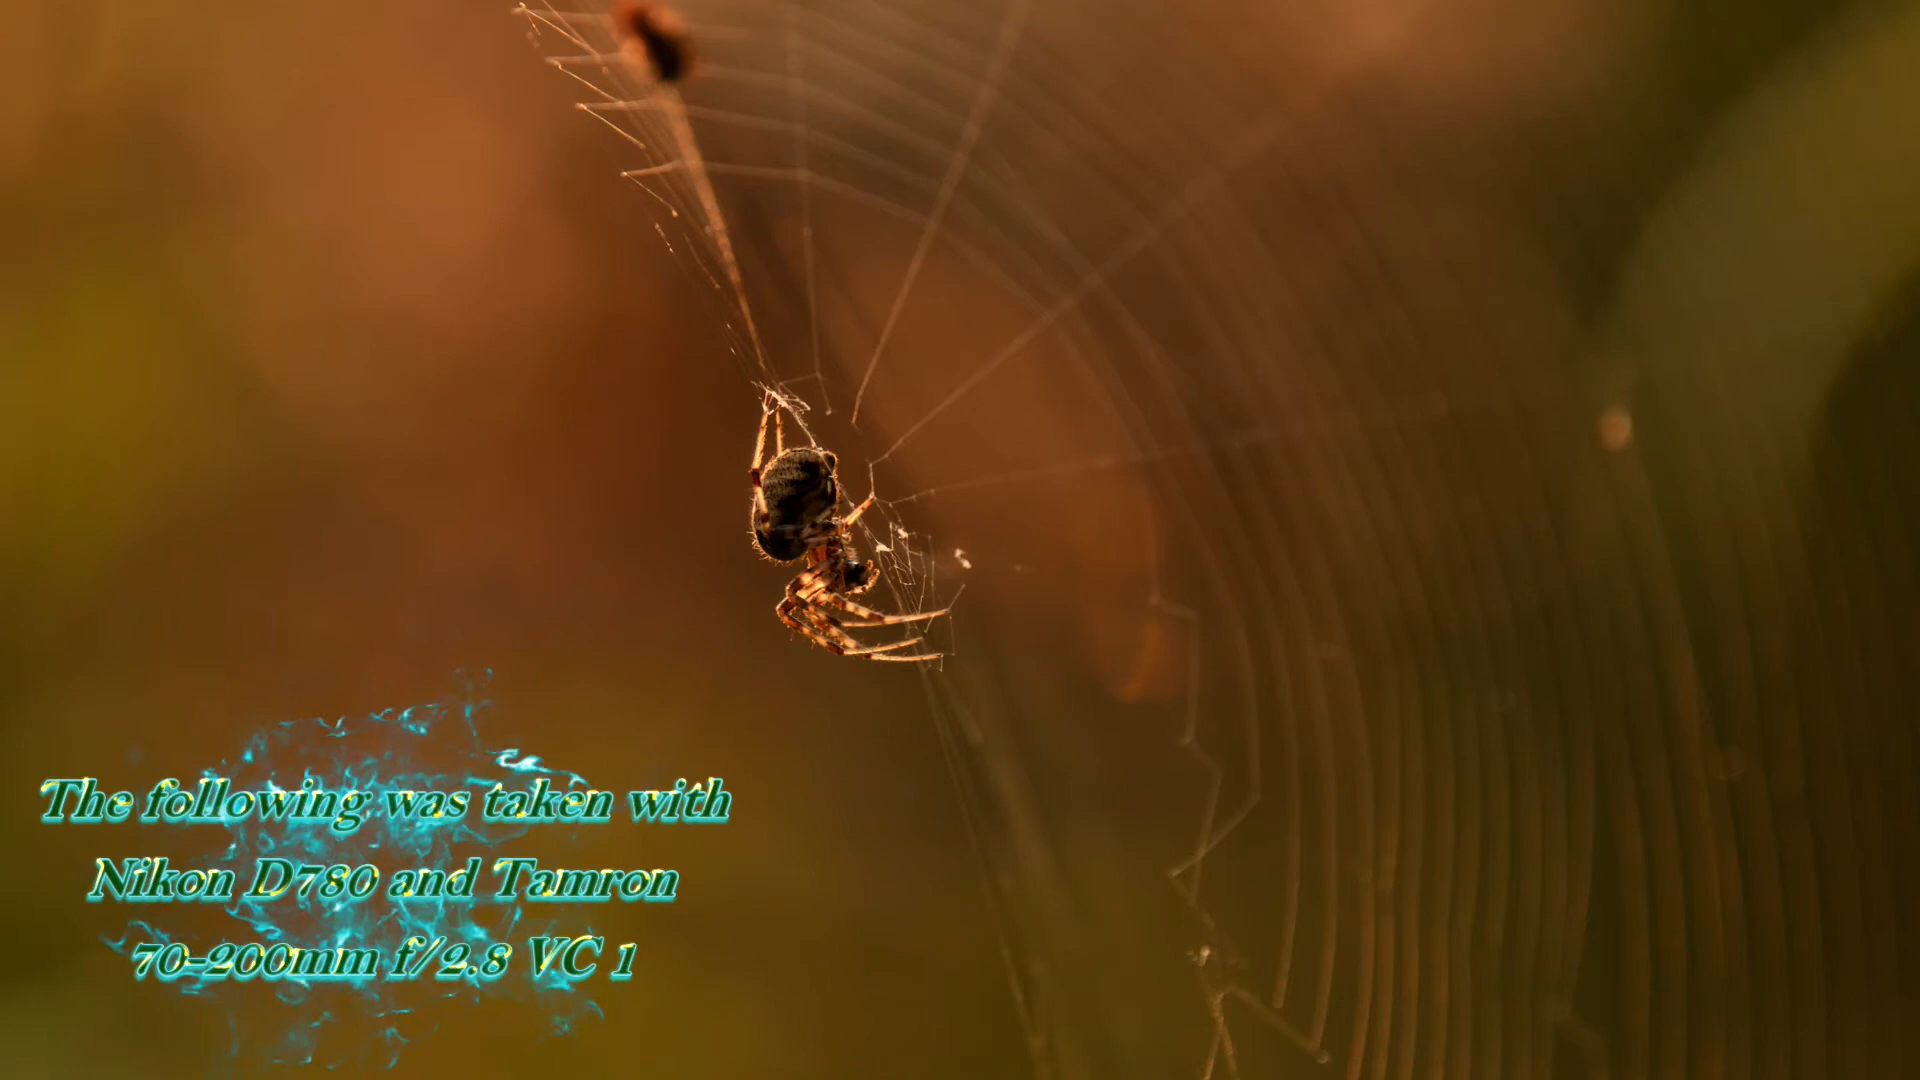 The following was taken with
Nikon D780 and Tamron
70-200mm f/2.8 VC 1